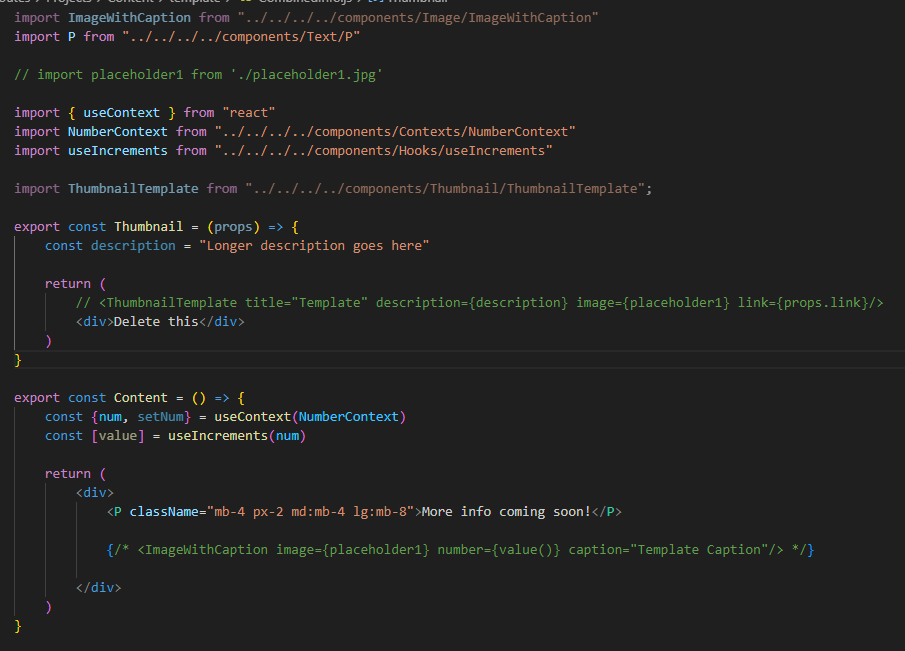 import ImageWithCaption from "../../../../components/Image/ImageWithCaption"
import P from "../../../../components/Text/P"
// import placeholder1 from './placeholder1.jpg'
import { useContext } from "react"
import NumberContext from "../../../../components/Contexts/NumberContext"
import useIncrements from "../../../../components/Hooks/useIncrements"
import ThumbnailTemplate from "../../../../components/Thumbnail/ThumbnailTemplate";
export const Thumbnail = (props) => {
const description = "Longer description goes here"
return (
// <ThumbnailTemplate title="Template" description={description} image={placeholder1} link={props.link}/>
<div>Delete this</div>
)
}
export const Content = () => {
const {num, setNum} = useContext(NumberContext)
const [value] = useIncrements(num)
return (
<div>
<P className="mb-4 px-2 md:mb-4 lg:mb-8">More info coming soon!</P>
{/* <ImageWithCaption image={placeholder1} number={value()} caption="Template Caption"/> */}
</div>
)
}